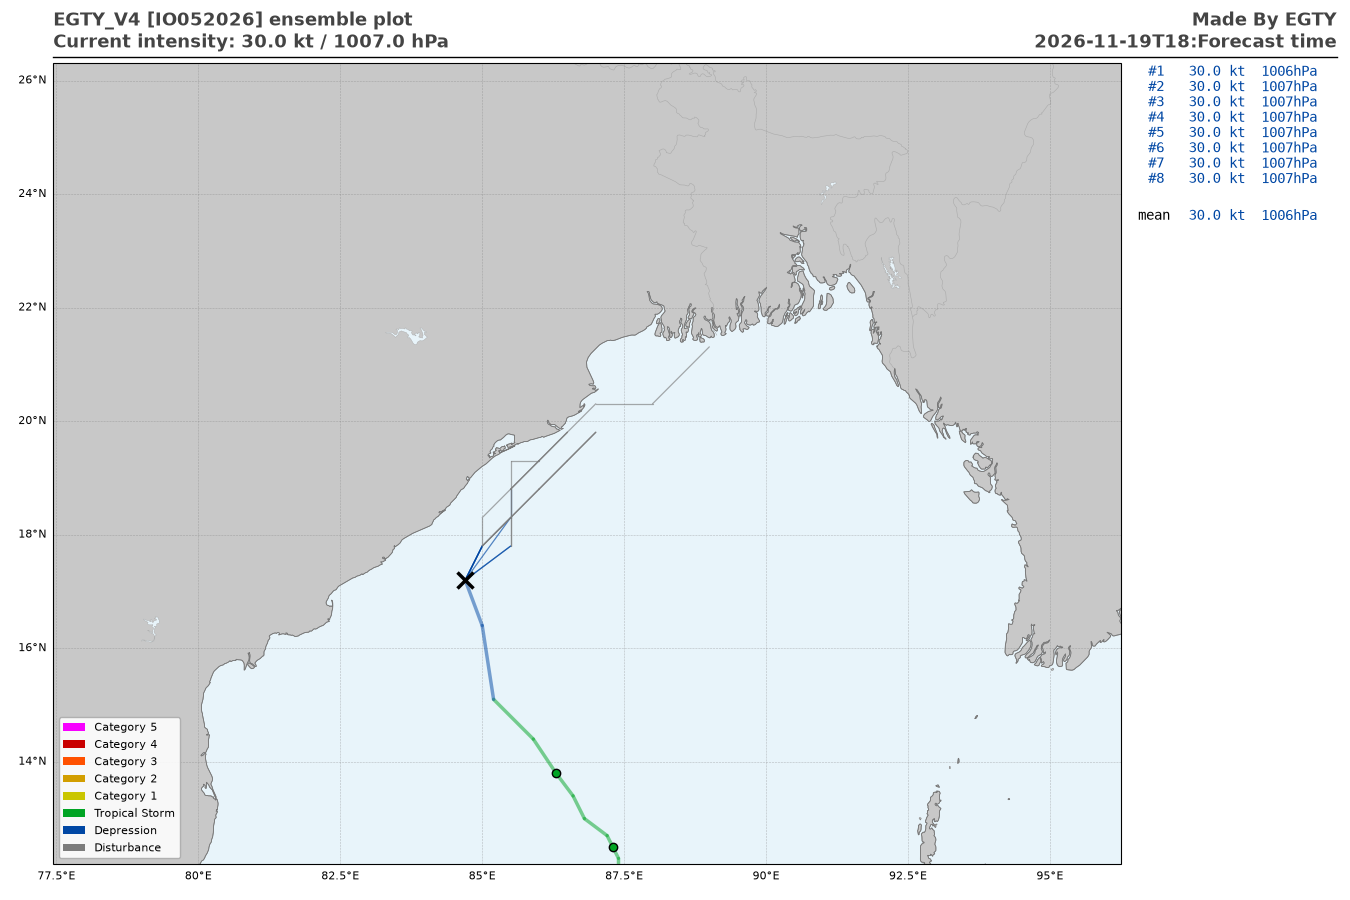 EGTY_V4 [IO052026] ensemble plot
Current intensity: 30.0 kt / 1007.0 hPa
Made By EGTY
2026-11-19T18:Forecast time
#1 30.0 kt 1006hPa
#2 30.0 kt 1007hPa
#3 30.0 kt 1007hPa
#4 30.0 kt 1007hPa
#5 30.0 kt 1007hPa
#6 30.0 kt 1007hPa
#7 30.0 kt 1007hPa
#8 30.0 kt 1007hPa
mean 30.0 kt 1006hPa
26°N
24°N
22°N
20°N
18°N
16°N
14°N
Category 5
Category 4
Category 3
Category 2
Category 1
Tropical Storm
Depression
Disturbance
77.5°E 80°E 82.5°E 85°E 87.5°E 90°E 92.5°E 95°E